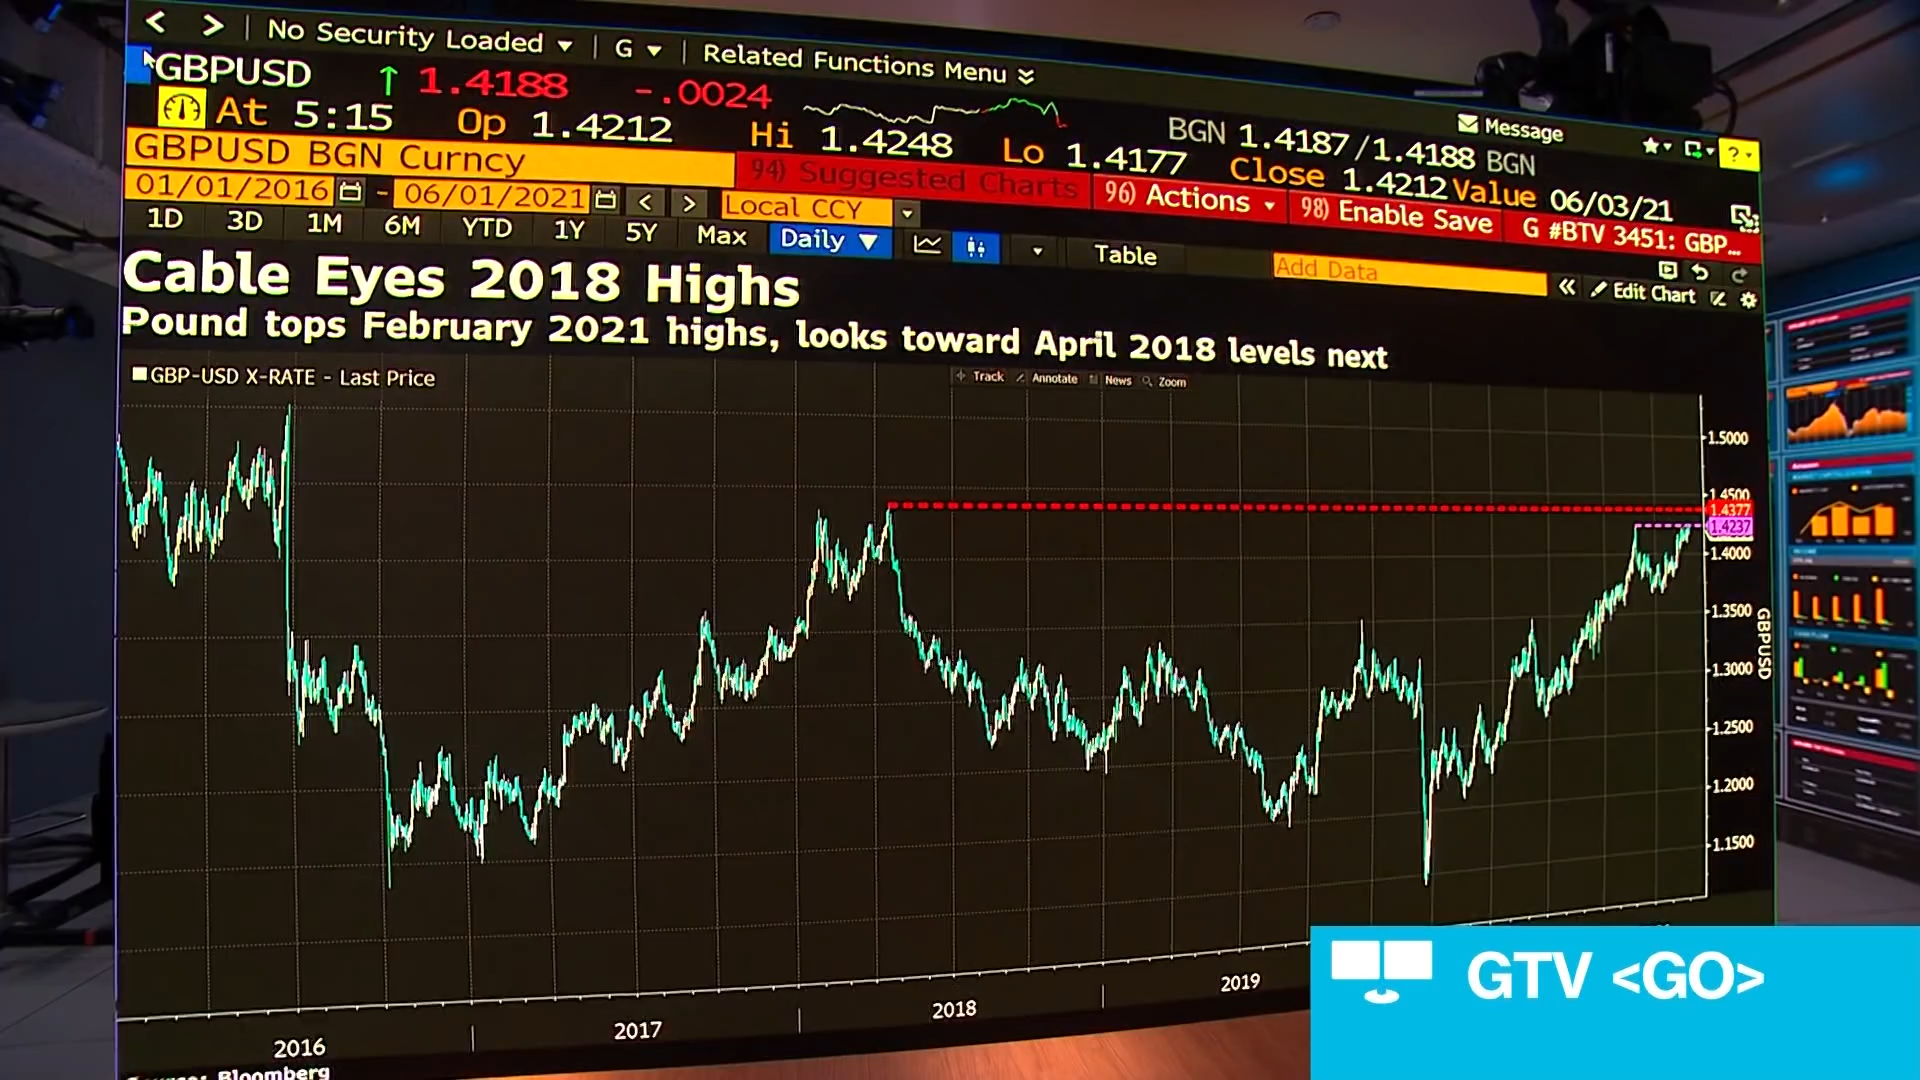 No Security Loaded
G
Related Functions Menu
Message
GBPUSD ↑ 1.4188 -.0024
BGN 1.4187/1.4188 BGN
At 5:15 Op 1.4212 Hi 1.4248 Lo 1.4177 Close 1.4212 Value 06/03/21
GBPUSD BGN Curncy
94) Suggested Charts
96) Actions
98) Enable Save
G #BTV 3451: GBP...
01/01/2016 - 06/01/2021
Local CCY
1D 3D 1M 6M YTD 1Y 5Y Max Daily ▼
Table
Add Data
« Edit Chart
Cable Eyes 2018 Highs
Pound tops February 2021 highs, looks toward April 2018 levels next
GBP-USD X-RATE - Last Price
Track Annotate News Zoom
1.5000
1.4500
1.4377
1.4237
1.4000
1.3500
1.3000
1.2500
1.2000
1.1500
GBPUSD
2016 2017 2018 2019
Bloomberg
GTV <GO>